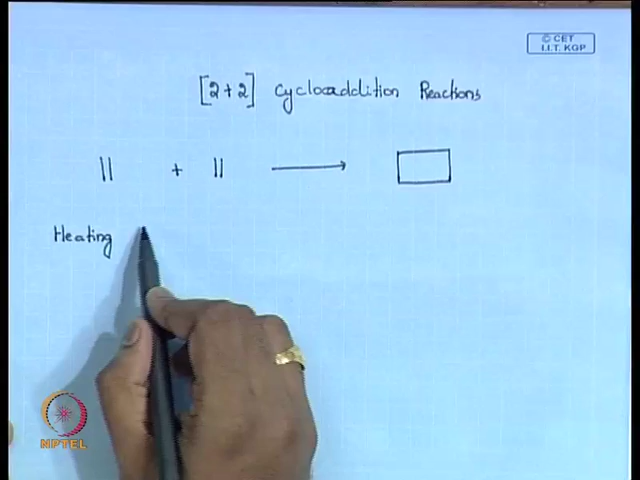 © CET
I.I.T. KGP
[2+2] Cycloaddition Reactions
|| + || → □
Heating
NPTEL